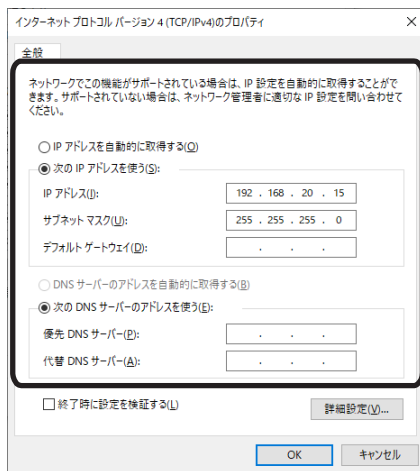 インターネット プロトコル バージョン 4 (TCP/IPv4)のプロパティ
全般
ネットワークでこの機能がサポートされている場合は、IP 設定を自動的に取得することがで
きます。サポートされていない場合は、ネットワーク管理者に適切な IP 設定を問い合わせて
ください。
IP アドレスを自動的に取得する(O)
次の IP アドレスを使う(S):
IP アドレス(I): 192 . 168 . 20 . 15
サブネット マスク(U): 255 . 255 . 255 . 0
デフォルト ゲートウェイ(D): . . .
DNS サーバーのアドレスを自動的に取得する(B)
次の DNS サーバーのアドレスを使う(E):
優先 DNS サーバー(P): . . .
代替 DNS サーバー(A): . . .
終了時に設定を検証する(L)
詳細設定(V)...
OK キャンセル